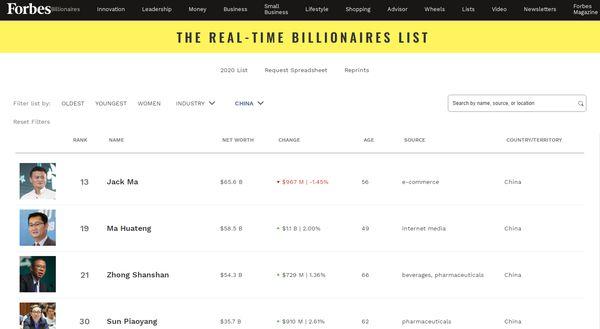 Forbes Billionaires Innovation Leadership Money Business Small Business Lifestyle Shopping Advisor Wheels Lists Video Newsletters Forbes Magazine
THE REAL-TIME BILLIONAIRES LIST
2020 List Request Spreadsheet Reprints
Filter list by: OLDEST YOUNGEST WOMEN INDUSTRY CHINA Search by name, source, or location
Reset Filters
RANK NAME NET WORTH CHANGE AGE SOURCE COUNTRY/TERRITORY
13 Jack Ma $65.6 B $967 M | -1.45% 56 e-commerce China
19 Ma Huateng $58.5 B $1.1 B | 2.00% 49 internet media China
21 Zhong Shanshan $54.3 B $729 M | 1.36% 66 beverages, pharmaceuticals China
30 Sun Piaoyang $35.7 B $910 M | 2.61% 62 pharmaceuticals China